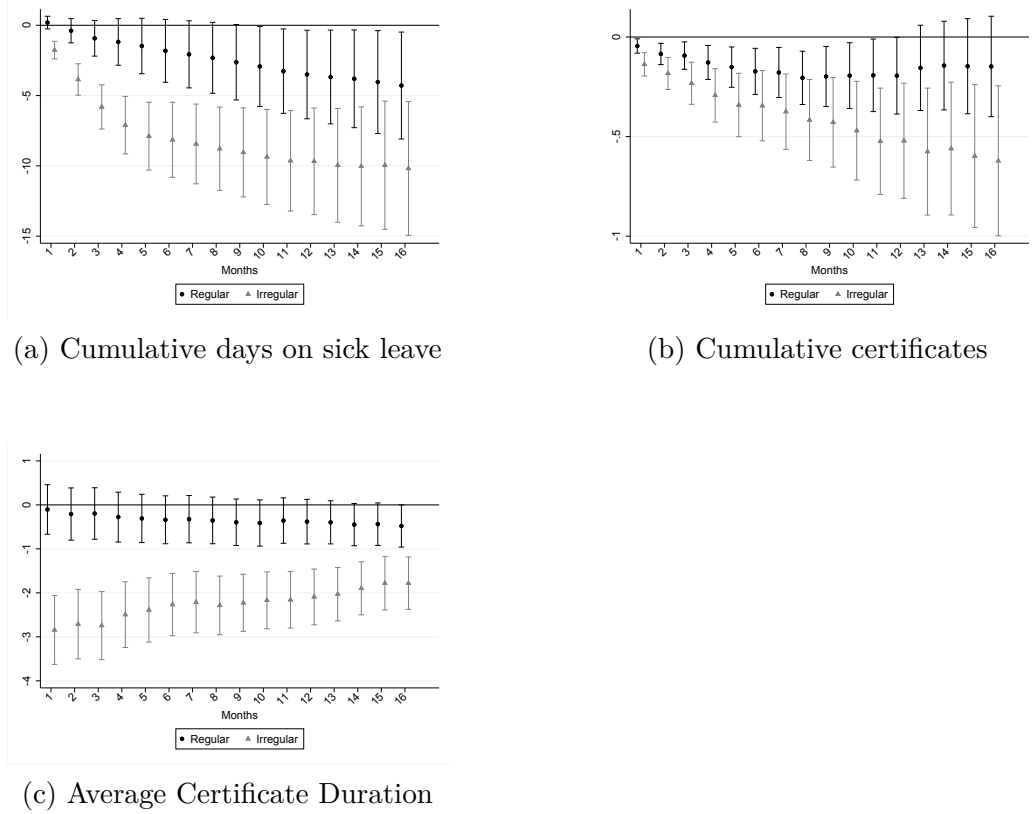 0
-5
-10
-15
1 2 3 4 5 6 7 8 9 10 11 12 13 14 15 16
Months
Regular Irregular
(a) Cumulative days on sick leave
0
-.5
-1
1 2 3 4 5 6 7 8 9 10 11 12 13 14 15 16
Months
Regular Irregular
(b) Cumulative certificates
1
0
-1
-2
-3
-4
1 2 3 4 5 6 7 8 9 10 11 12 13 14 15 16
Months
Regular Irregular
(c) Average Certificate Duration